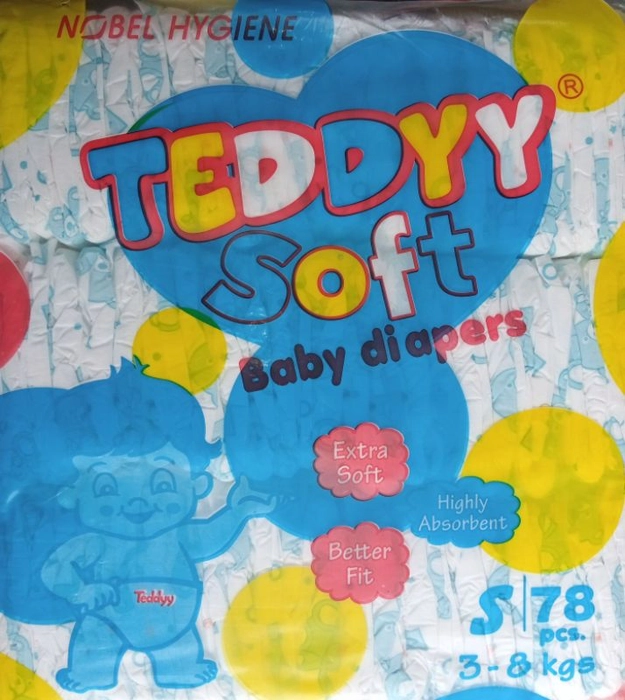 NOBEL HYGIENE
TEDDYY®
Soft
Baby diapers
Extra
Soft
Highly
Absorbent
Better
Fit
Teddyy
S | 78
pcs.
3 - 8 kgs